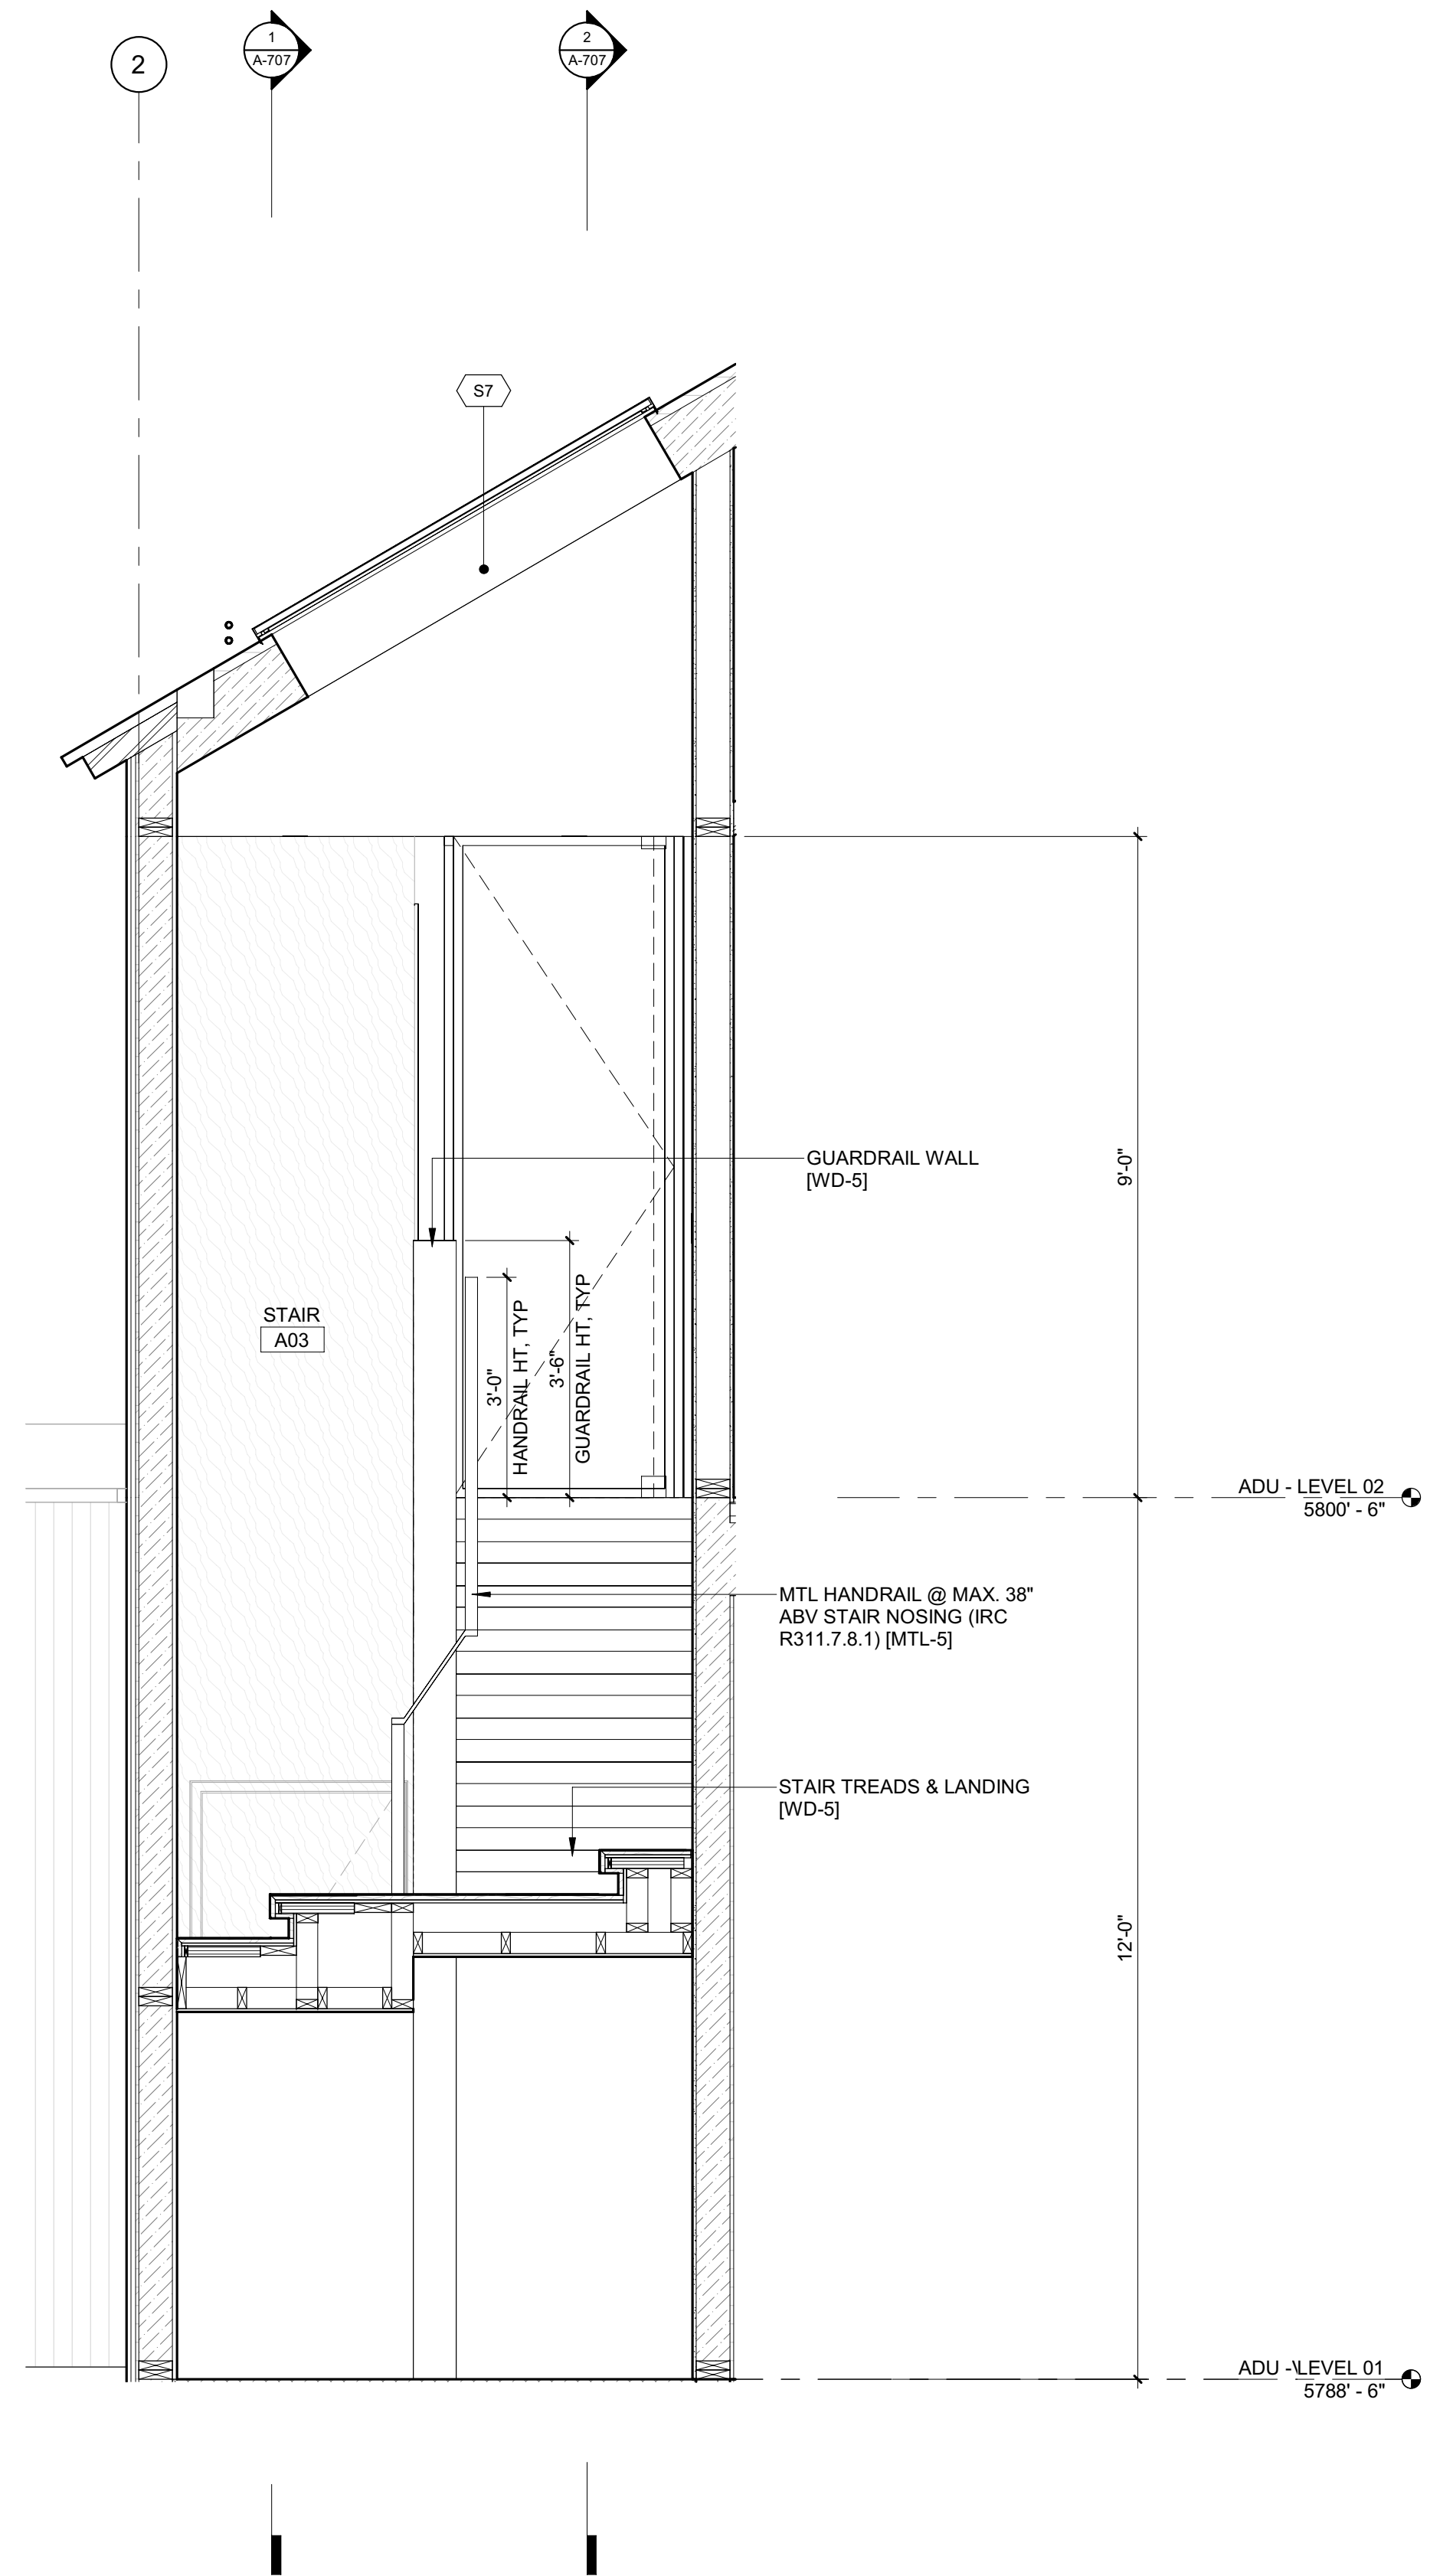 2
1
A-707
2
A-707
S7
GUARDRAIL WALL
[WD-5]
9'-0"
STAIR
A03
3'-0"
HANDRAIL HT, TYP
3'-6"
GUARDRAIL HT, TYP
ADU - LEVEL 02
5800' - 6"
MTL HANDRAIL @ MAX. 38"
ABV STAIR NOSING (IRC
R311.7.8.1) [MTL-5]
STAIR TREADS & LANDING
[WD-5]
12'-0"
ADU - LEVEL 01
5788' - 6"